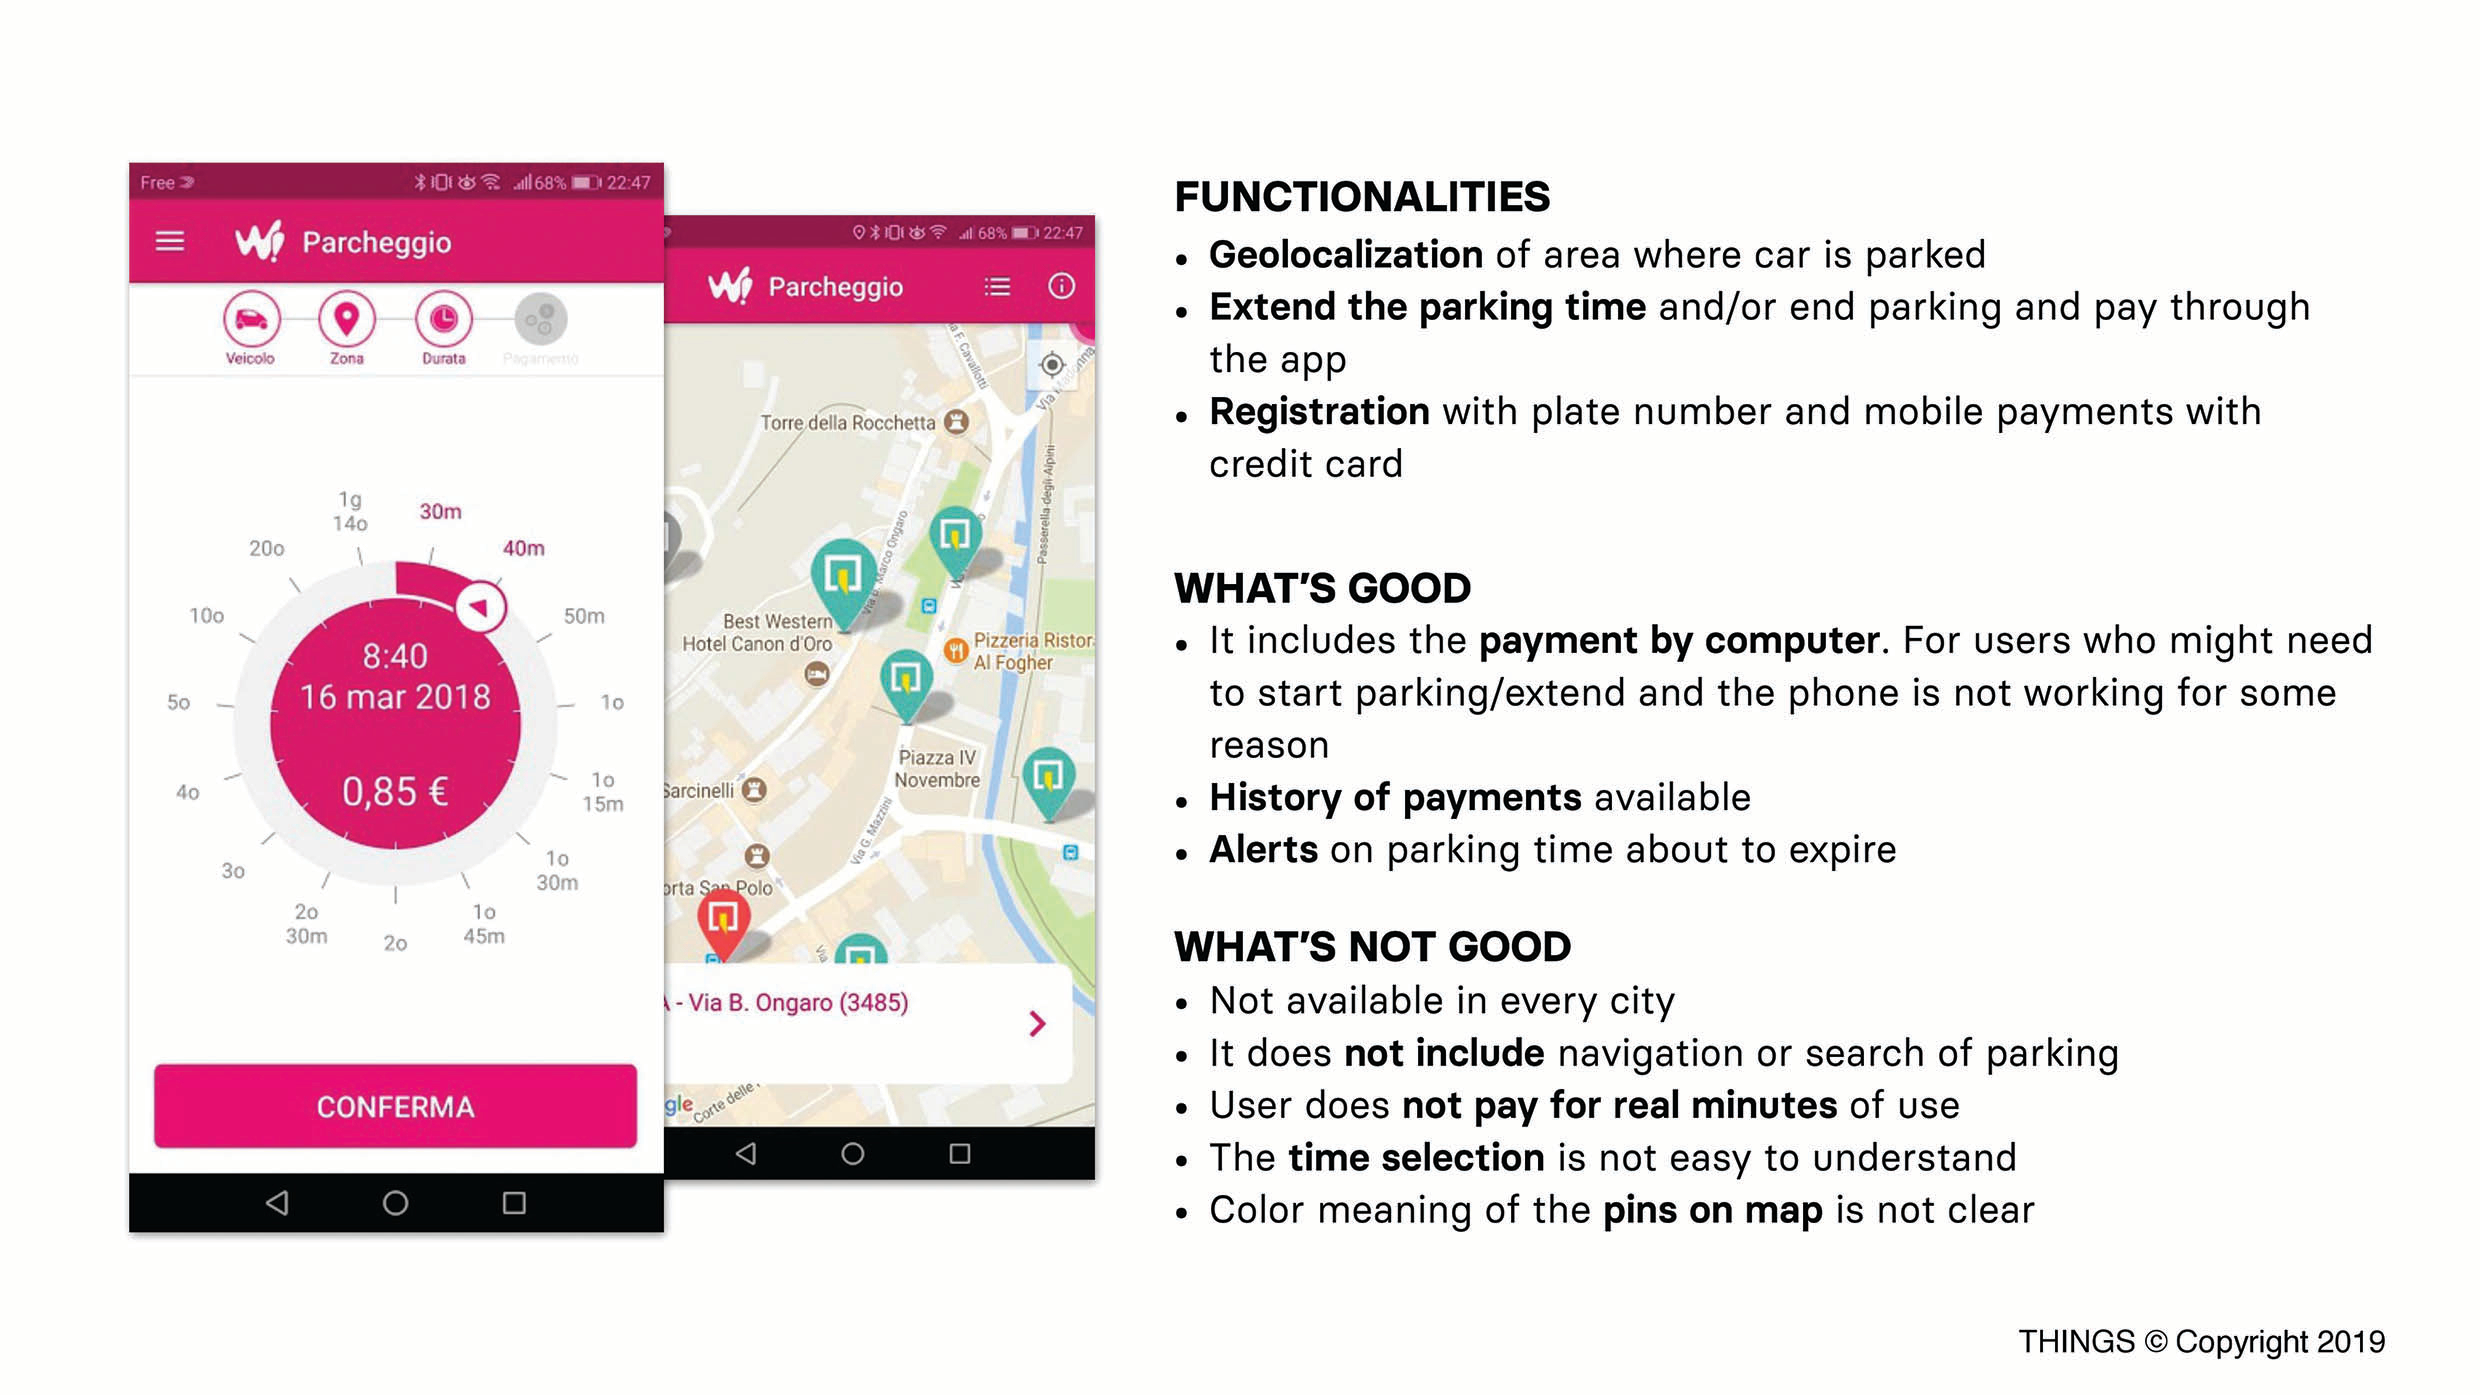 Free 68% 22:47
W! Parcheggio
Veicolo Zona Durata Pagamento
1g
14o
30m
40m
50m
1o
1o
15m
1o
30m
1o
45m
2o
2o
30m
3o
4o
5o
10o
20o
8:40
16 mar 2018
0,85 €
CONFERMA
68% 22:47
W! Parcheggio
Torre della Rocchetta
Passerella degli Alpini
Via B. Marco Ongaro
Best Western
Hotel Canon d'Oro
Pizzeria Ristor
Al Fogher
Piazza IV
Novembre
Sarcinelli
Via G. Mazzini
orta San Polo
- Via B. Ongaro (3485)
gle
Corte delle
FUNCTIONALITIES
• Geolocalization of area where car is parked
• Extend the parking time and/or end parking and pay through
the app
• Registration with plate number and mobile payments with
credit card
WHAT'S GOOD
• It includes the payment by computer. For users who might need
to start parking/extend and the phone is not working for some
reason
• History of payments available
• Alerts on parking time about to expire
WHAT'S NOT GOOD
• Not available in every city
• It does not include navigation or search of parking
• User does not pay for real minutes of use
• The time selection is not easy to understand
• Color meaning of the pins on map is not clear
THINGS © Copyright 2019